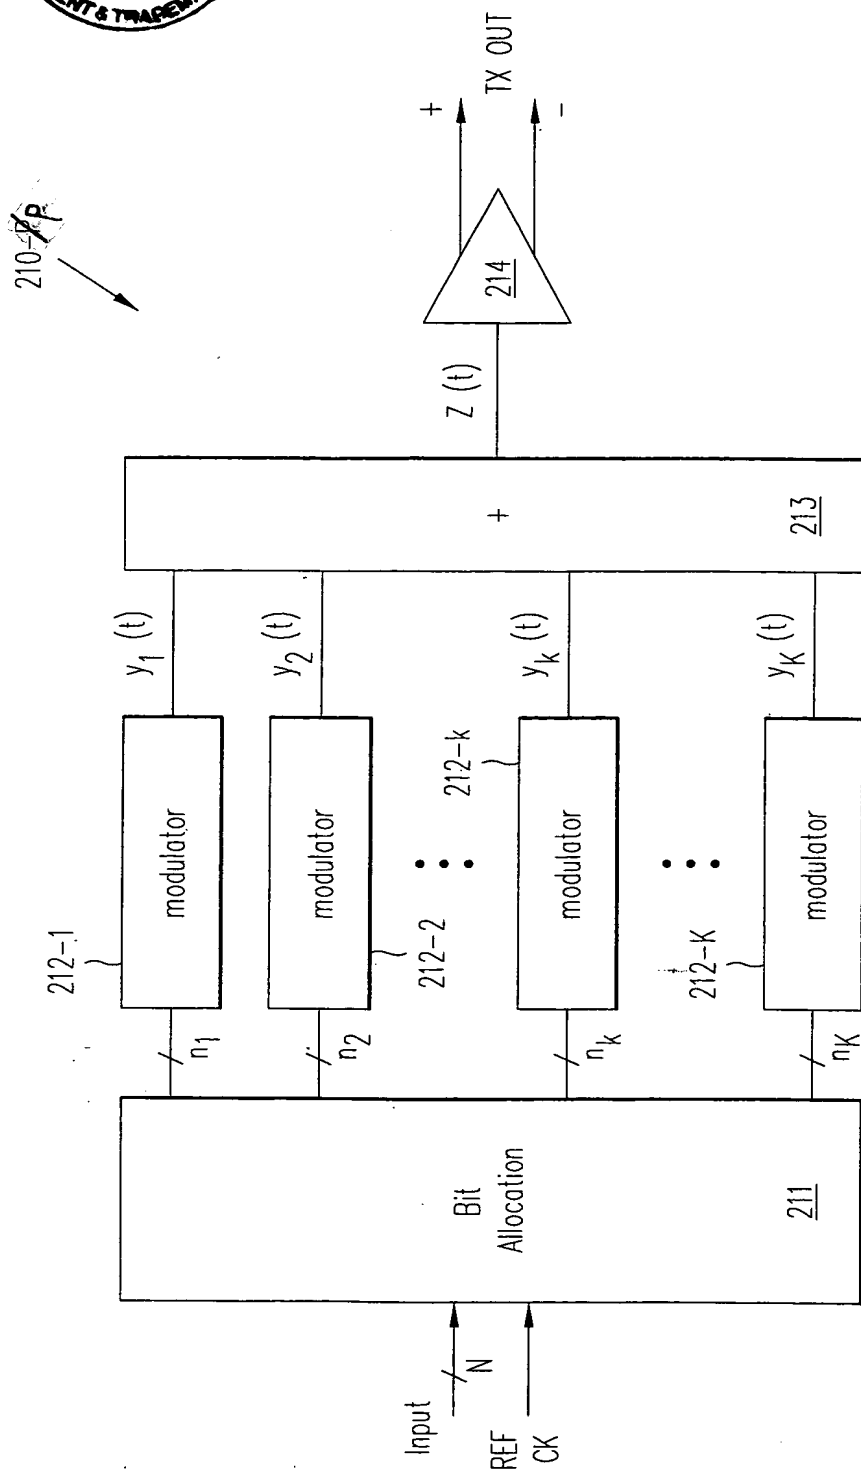 210-P
p
Input
N
REF
CK
Bit
Allocation
211
n1
n2
nk
nK
212-1
modulator
212-2
modulator
212-k
modulator
212-K
modulator
y1 (t)
y2 (t)
yk (t)
yK (t)
+
213
Z (t)
214
+
TX OUT
-